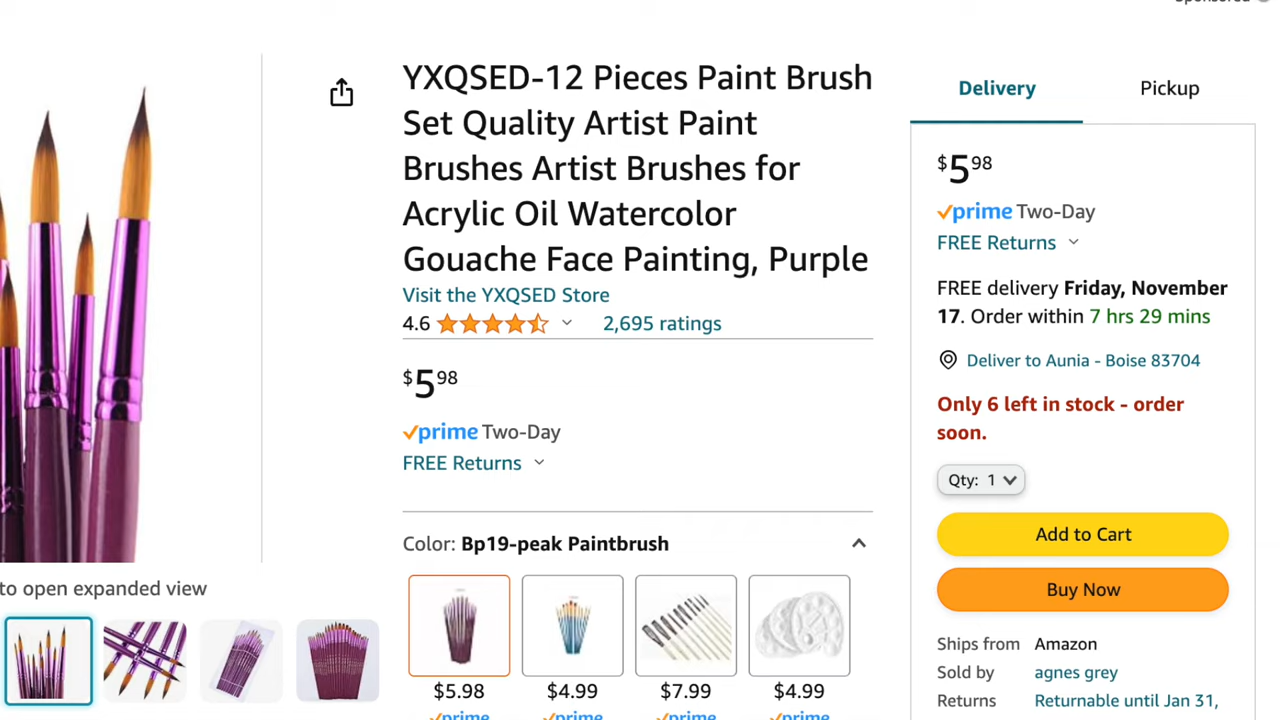 YXQSED-12 Pieces Paint Brush
Set Quality Artist Paint
Brushes Artist Brushes for
Acrylic Oil Watercolor
Gouache Face Painting, Purple
Visit the YXQSED Store
4.6
2,695 ratings
$5 98
prime Two-Day
FREE Returns
Color: Bp19-peak Paintbrush
$5.98
$4.99
$7.99
$4.99
prime
prime
prime
prime
to open expanded view
Delivery
Pickup
$5 98
prime Two-Day
FREE Returns
FREE delivery Friday, November
17. Order within 7 hrs 29 mins
Deliver to Aunia - Boise 83704
Only 6 left in stock - order
soon.
Qty: 1
Add to Cart
Buy Now
Ships from Amazon
Sold by agnes grey
Returns Returnable until Jan 31,